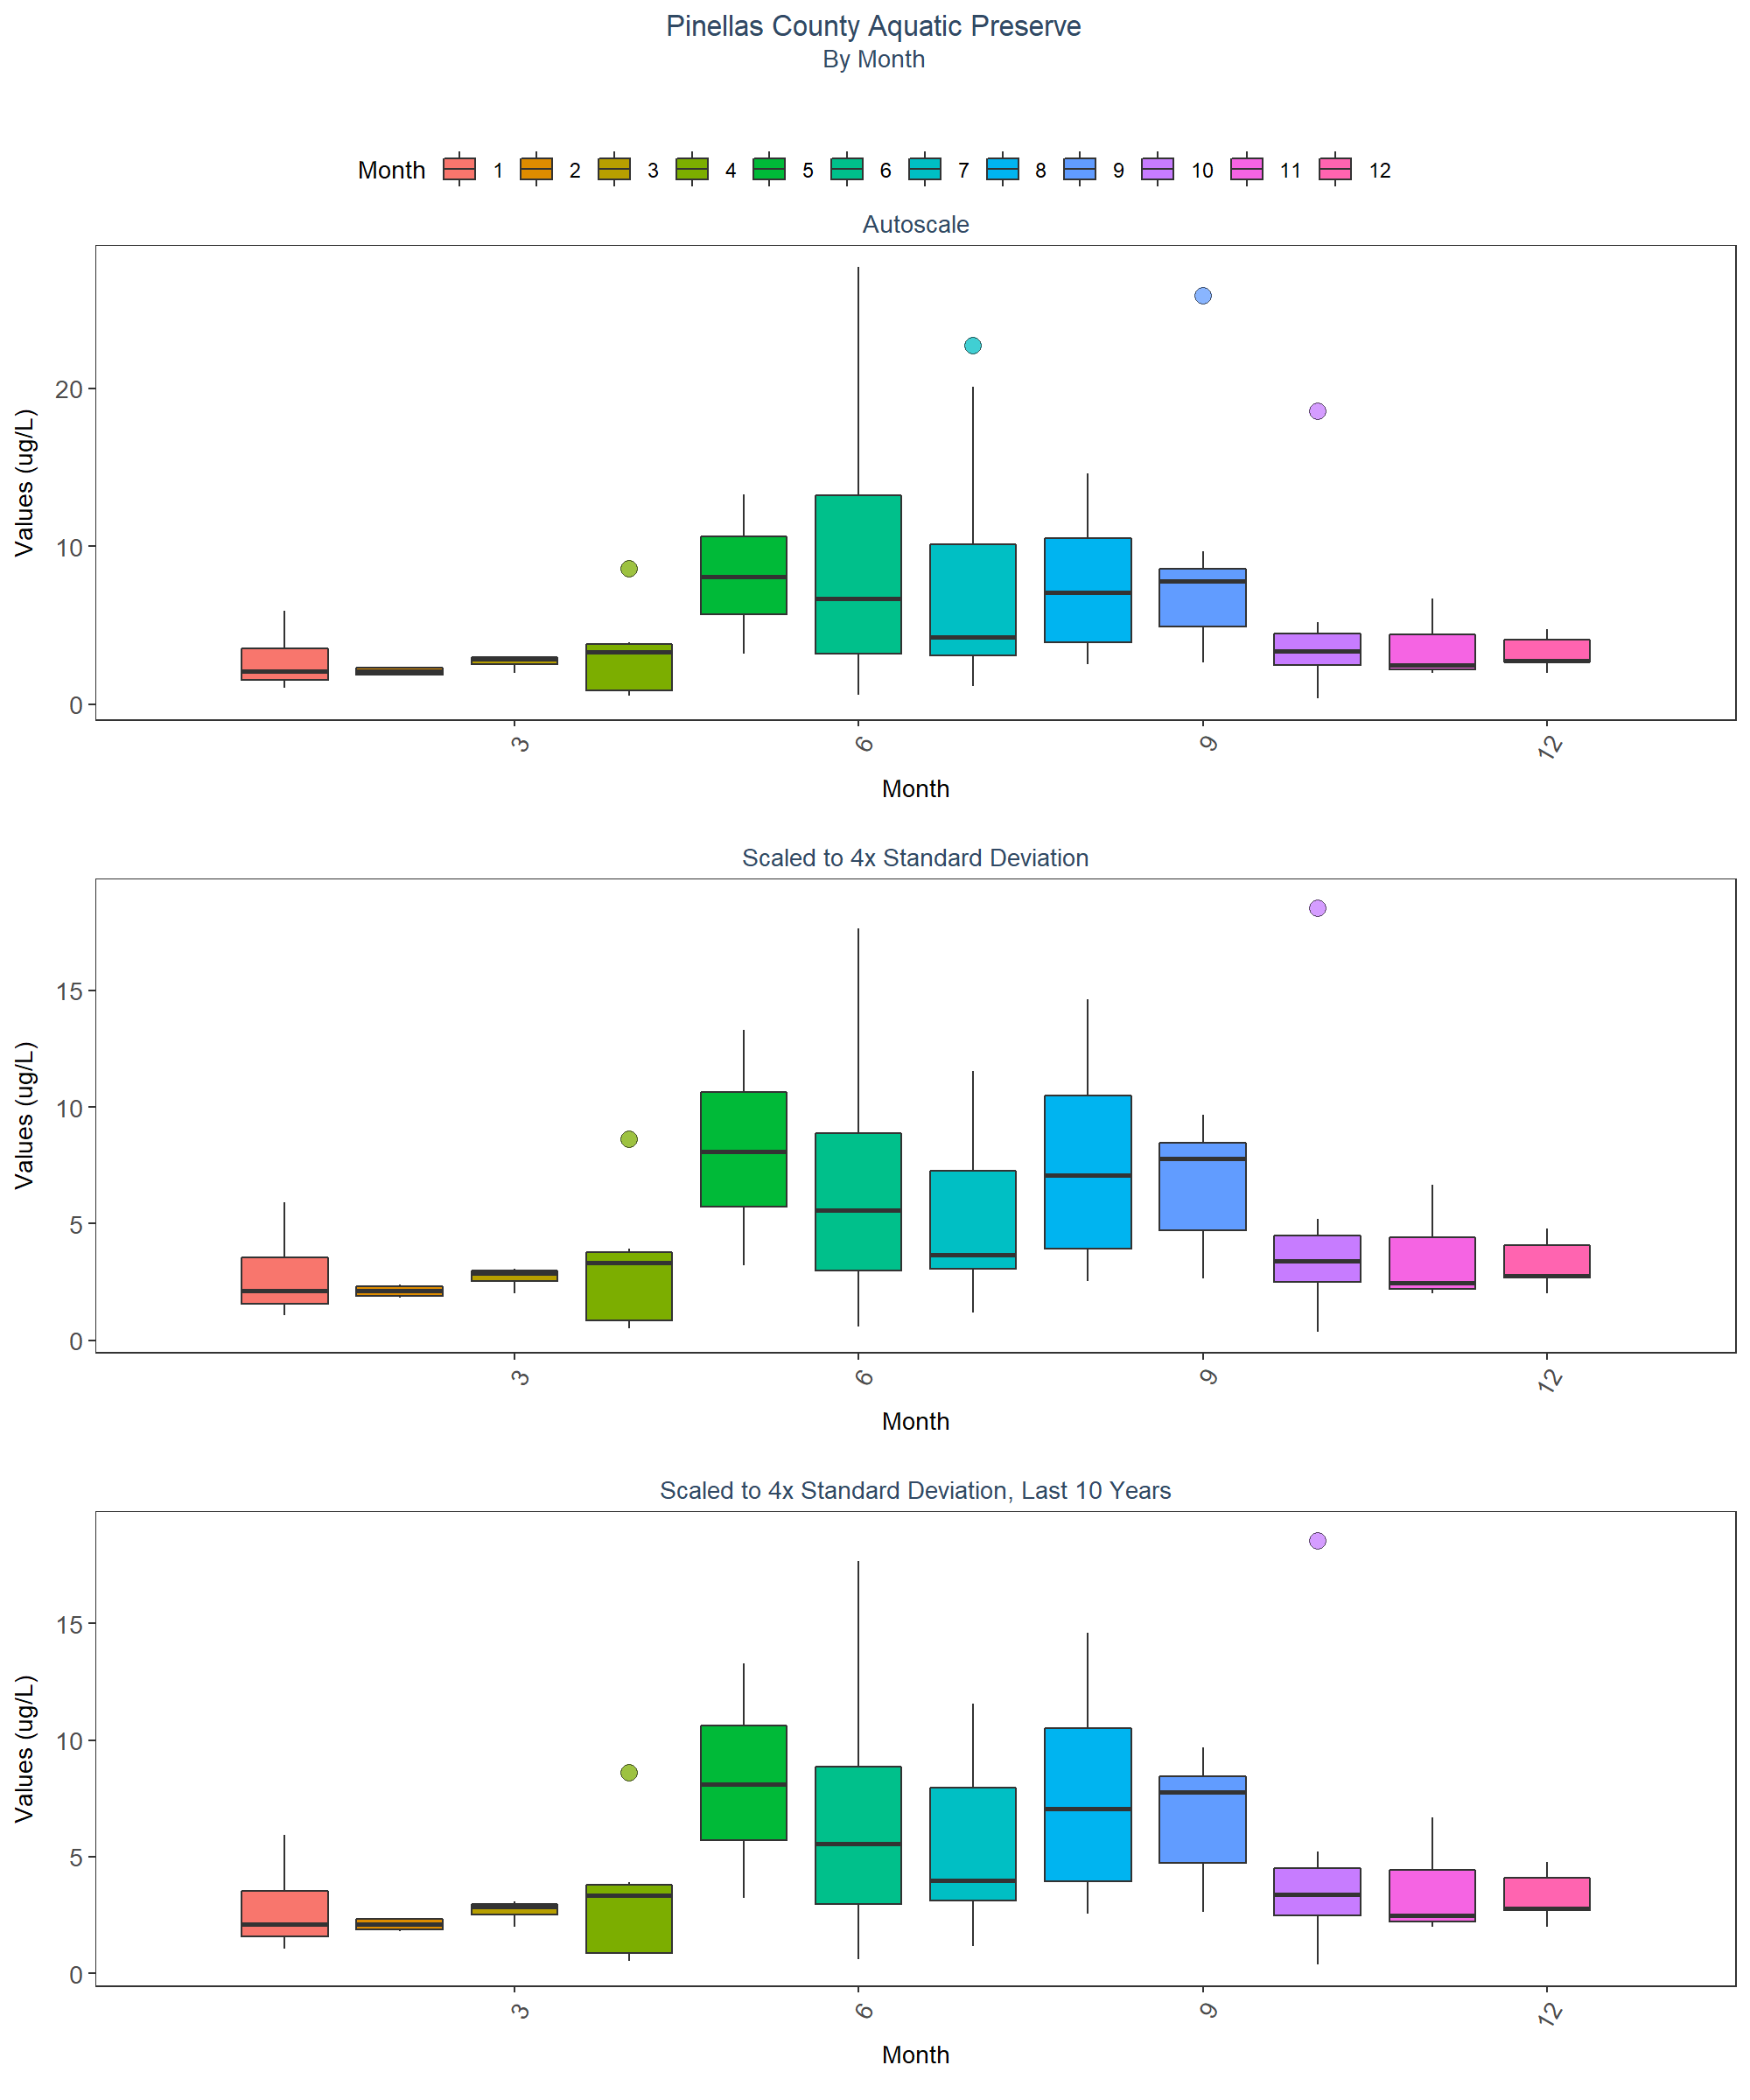 Pinellas County Aquatic Preserve
By Month
Month 1 2 3 4 5 6 7 8 9 10 11 12
Autoscale
Values (ug/L)
20
10
0
3 6 9 12
Month
Scaled to 4x Standard Deviation
Values (ug/L)
15
10
5
0
3 6 9 12
Month
Scaled to 4x Standard Deviation, Last 10 Years
Values (ug/L)
15
10
5
0
3 6 9 12
Month